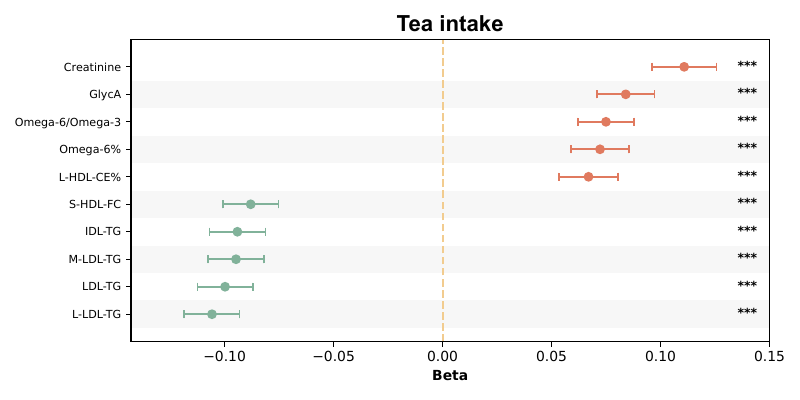 Tea intake
Creatinine ***
GlycA ***
Omega-6/Omega-3 ***
Omega-6% ***
L-HDL-CE% ***
S-HDL-FC ***
IDL-TG ***
M-LDL-TG ***
LDL-TG ***
L-LDL-TG ***
−0.10 −0.05 0.00 0.05 0.10 0.15
Beta